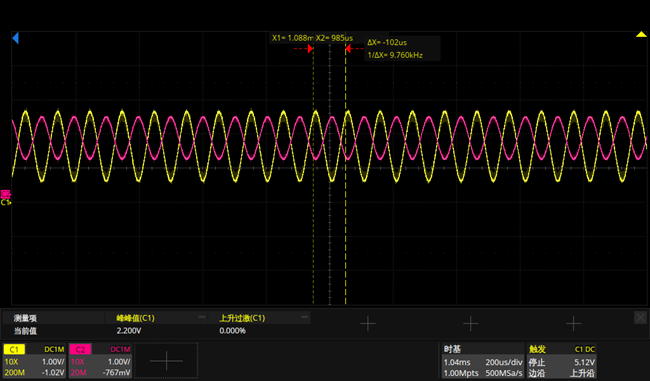 X1= 1.088m X2= 985us
ΔX= -102us
1/ΔX= 9.760kHz
C1
测量项 峰峰值(C1) 上升过激(C1)
当前值 2.200V 0.000%
C1 DC1M C2 DC1M 时基 触发 C1 DC
10X 1.00V/ 10X 1.00V/ 1.04ms 200us/div 停止 5.12V
200M -1.02V 20M -767mV 1.00Mpts 500MSa/s 边沿 上升沿